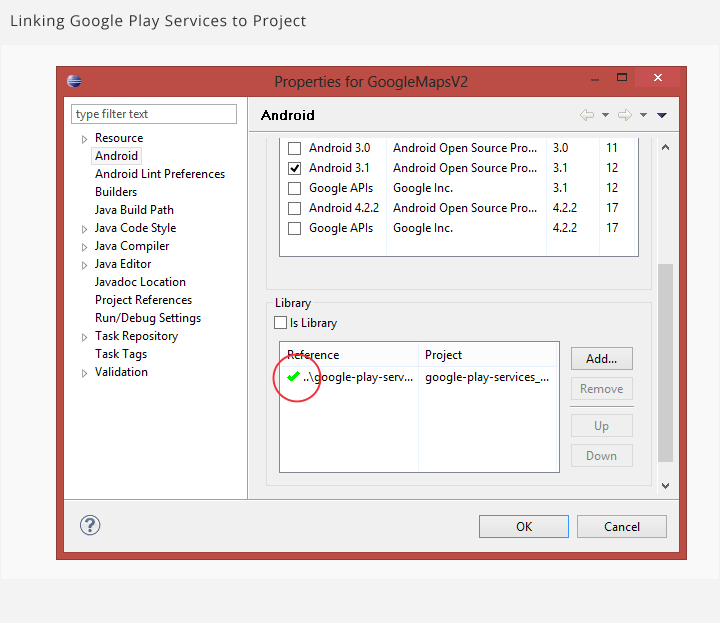 Linking Google Play Services to Project
Properties for GoogleMapsV2
type filter text
Resource
Android
Android Lint Preferences
Builders
Java Build Path
Java Code Style
Java Compiler
Java Editor
Javadoc Location
Project References
Run/Debug Settings
Task Repository
Task Tags
Validation
Android
Android 3.0 Android Open Source Pro... 3.0 11
Android 3.1 Android Open Source Pro... 3.1 12
Google APIs Google Inc. 3.1 12
Android 4.2.2 Android Open Source Pro... 4.2.2 17
Google APIs Google Inc. 4.2.2 17
Library
Is Library
Reference Project
..\google-play-serv... google-play-services_...
Add...
Remove
Up
Down
?
OK Cancel